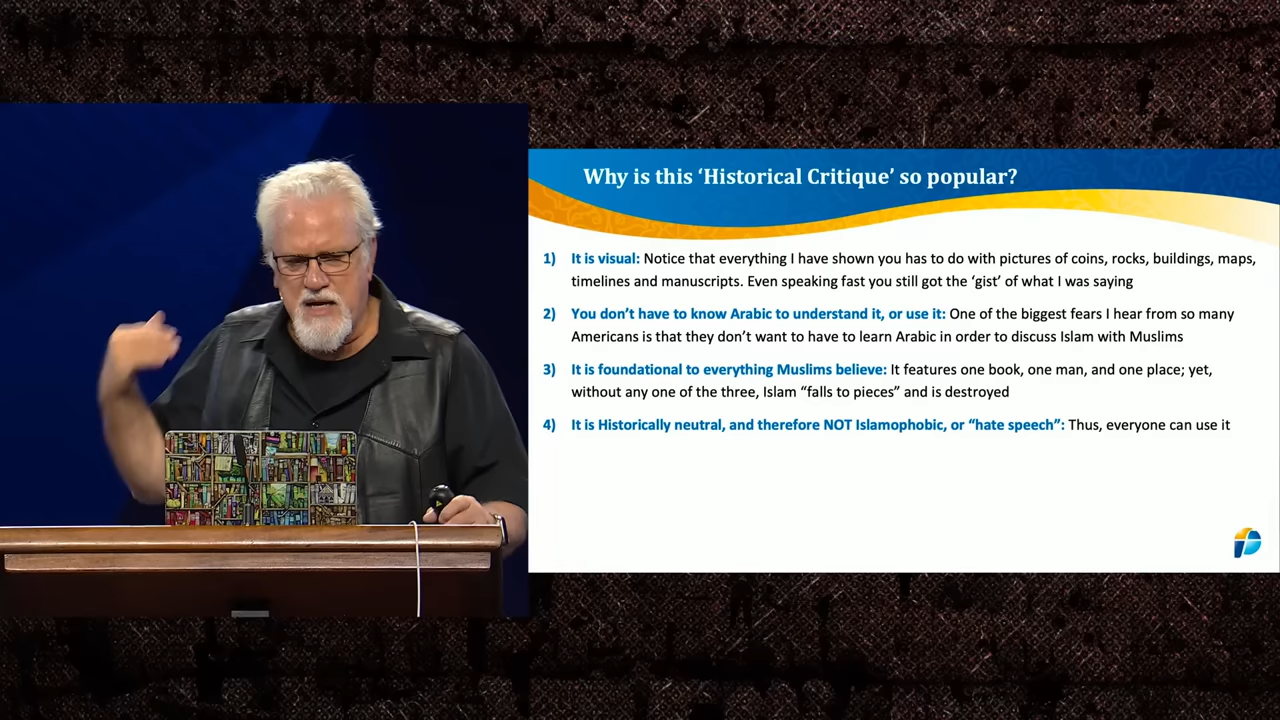 Why is this ‘Historical Critique’ so popular?
1) It is visual: Notice that everything I have shown you has to do with pictures of coins, rocks, buildings, maps,
timelines and manuscripts. Even speaking fast you still got the ‘gist’ of what I was saying
2) You don’t have to know Arabic to understand it, or use it: One of the biggest fears I hear from so many
Americans is that they don’t want to have to learn Arabic in order to discuss Islam with Muslims
3) It is foundational to everything Muslims believe: It features one book, one man, and one place; yet,
without any one of the three, Islam “falls to pieces” and is destroyed
4) It is Historically neutral, and therefore NOT Islamophobic, or “hate speech”: Thus, everyone can use it